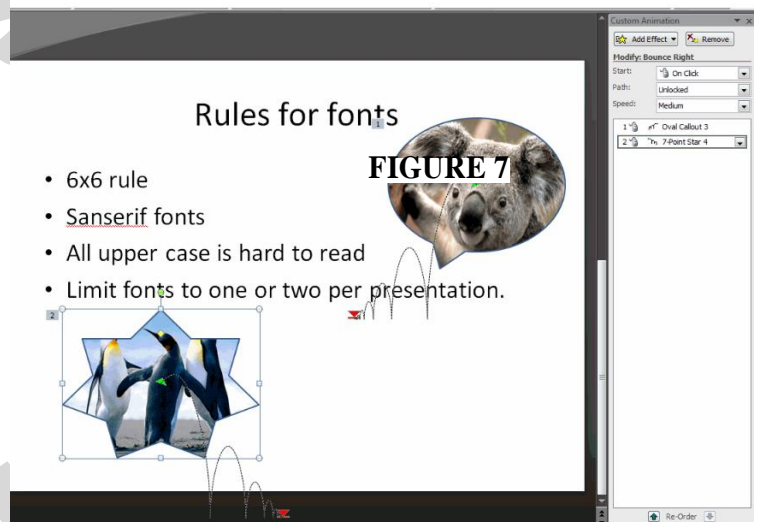 Custom Animation
Add Effect
Remove
Modify: Bounce Right
Start:
On Click
Path:
Unlocked
Speed:
Medium
1 Oval Callout 3
2 7-Point Star 4
Rules for fonts
1
FIGURE 7
• 6x6 rule
• Sanserif fonts
• All upper case is hard to read
• Limit fonts to one or two per presentation.
2
Re-Order